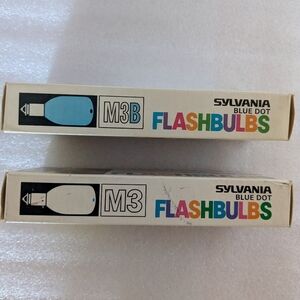 M3B
SYLVANIA
BLUE DOT
FLASHBULBS
M3
SYLVANIA
BLUE DOT
FLASHBULBS